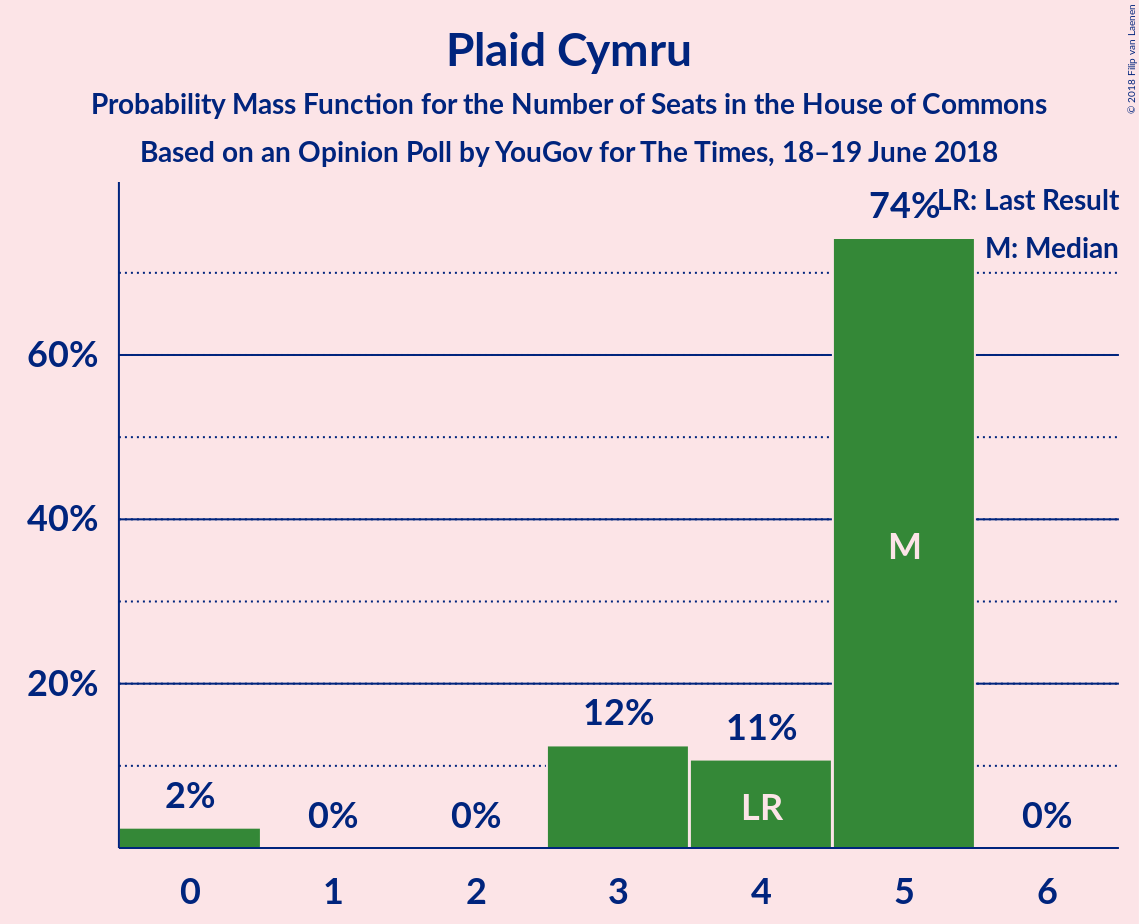 Plaid Cymru
Probability Mass Function for the Number of Seats in the House of Commons
Based on an Opinion Poll by YouGov for The Times, 18–19 June 2018
© 2018 Filip van Laenen
LR: Last Result
M: Median
74%
60%
40%
20%
2%
0%
0%
12%
11%
0%
M
LR
0 1 2 3 4 5 6